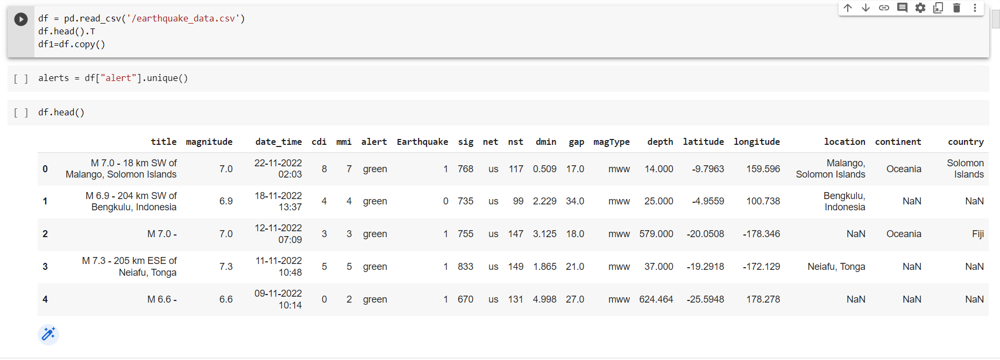 df = pd.read_csv('/earthquake_data.csv')
df.head().T
df1=df.copy()
[ ] alerts = df["alert"].unique()
[ ] df.head()
title magnitude date_time cdi mmi alert Earthquake sig net nst dmin gap magType depth latitude longitude location continent country
0 M 7.0 - 18 km SW of Malango, Solomon Islands 7.0 22-11-2022 02:03 8 7 green 1 768 us 117 0.509 17.0 mww 14.000 -9.7963 159.596 Malango, Solomon Islands Oceania Solomon Islands
1 M 6.9 - 204 km SW of Bengkulu, Indonesia 6.9 18-11-2022 13:37 4 4 green 0 735 us 99 2.229 34.0 mww 25.000 -4.9559 100.738 Bengkulu, Indonesia NaN NaN
2 M 7.0 - 7.0 12-11-2022 07:09 3 3 green 1 755 us 147 3.125 18.0 mww 579.000 -20.0508 -178.346 NaN Oceania Fiji
3 M 7.3 - 205 km ESE of Neiafu, Tonga 7.3 11-11-2022 10:48 5 5 green 1 833 us 149 1.865 21.0 mww 37.000 -19.2918 -172.129 Neiafu, Tonga NaN NaN
4 M 6.6 - 6.6 09-11-2022 10:14 0 2 green 1 670 us 131 4.998 27.0 mww 624.464 -25.5948 178.278 NaN NaN NaN